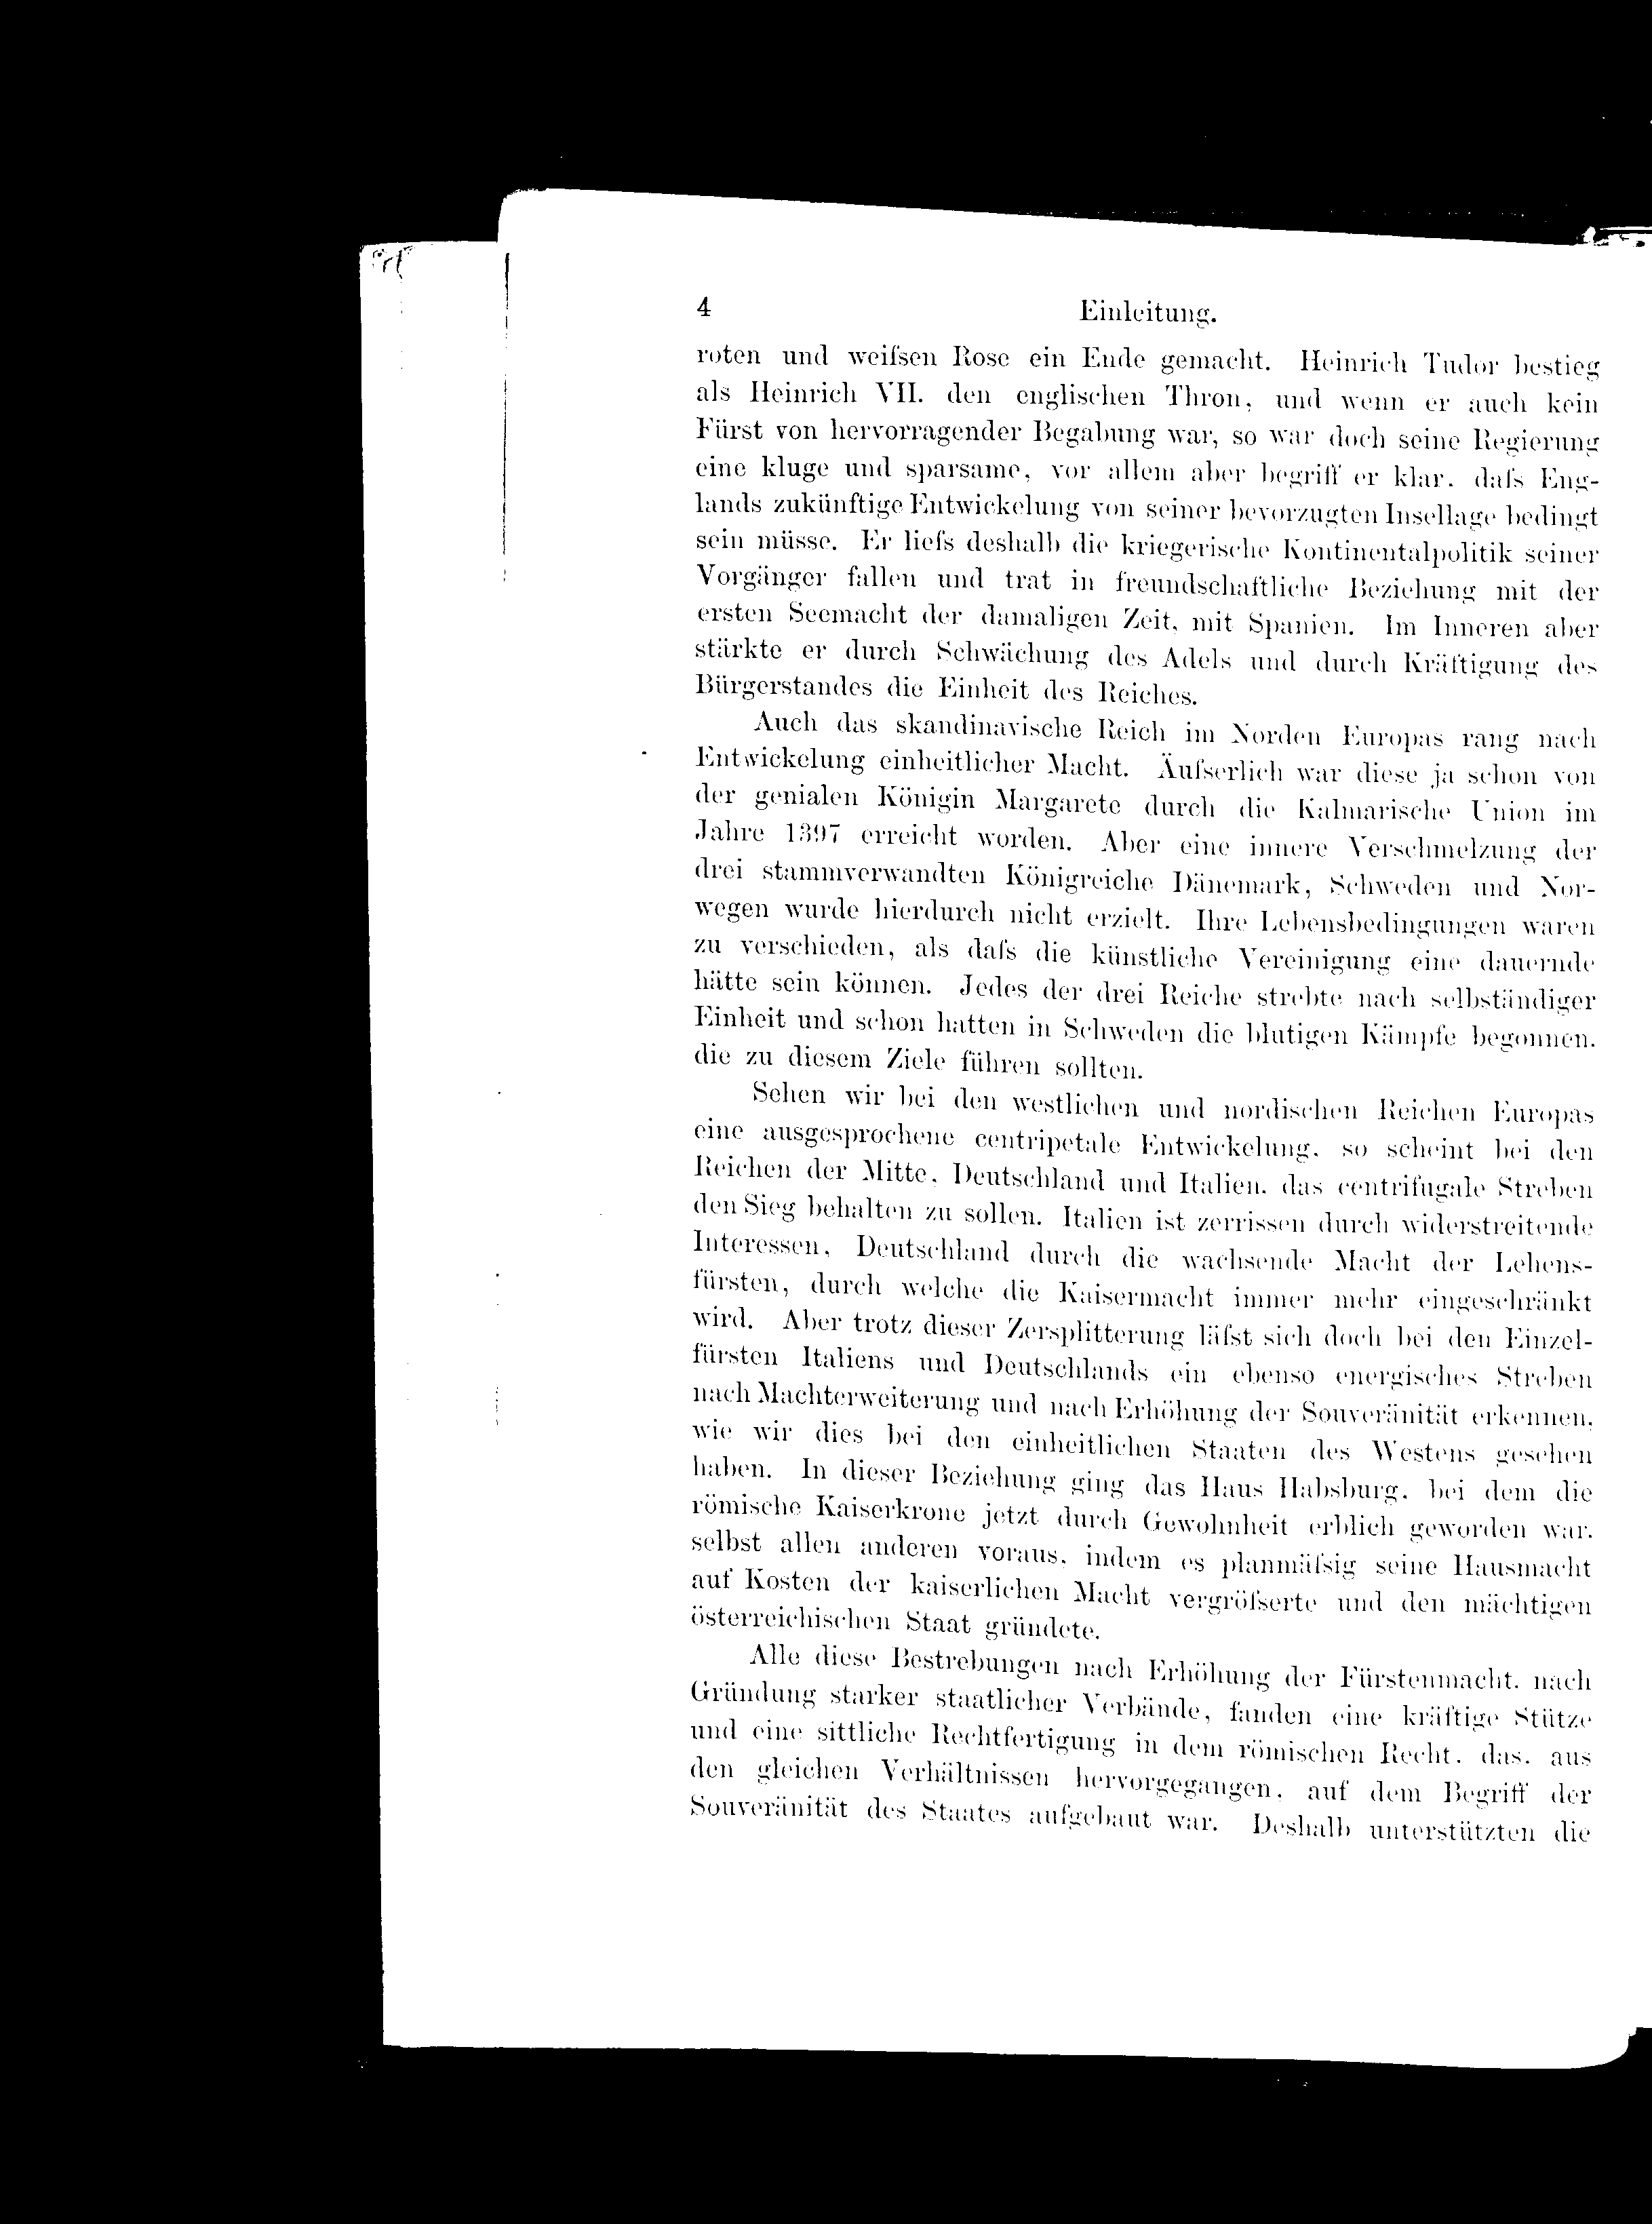 4 Einleitung.
roten und weiſsen Rose ein Ende gemacht. Heinrich Tudor bestieg
als Heinrich VII. den englischen Thron, und wenn er auch kein
Fürst von hervorragender Begabung war, so war doch seine Regierung
eine kluge und sparsame, vor allem aber begriff er klar. daſs Eng-
lands zukünftige Entwickelung von seiner bevorzugten Insellage bedingt
sein müsse. Er lieſs deshalb die kriegerische Kontinentalpolitik seiner
Vorgänger fallen und trat in freundschaftliche Beziehung mit der
ersten Seemacht der damaligen Zeit, mit Spanien. Im Inneren aber
stärkte er durch Schwächung des Adels und durch Kräftigung des
Bürgerstandes die Einheit des Reiches.
Auch das skandinavische Reich im Norden Europas rang nach
Entwickelung einheitlicher Macht. Äuſserlich war diese ja schon von
der genialen Königin Margarete durch die Kalmarische Union im
Jahre 1397 erreicht worden. Aber eine innere Verschmelzung der
drei stammverwandten Königreiche Dänemark, Schweden und Nor-
wegen wurde hierdurch nicht erzielt. Ihre Lebensbedingungen waren
zu verschieden, als daſs die künstliche Vereinigung eine dauernde
hätte sein können. Jedes der drei Reiche strebte nach selbständiger
Einheit und schon hatten in Schweden die blutigen Kämpfe begonnen.
die zu diesem Ziele führen sollten.
Sehen wir bei den westlichen und nordischen Reichen Europas
eine ausgesprochene centripetale Entwickelung. so scheint bei den
Reichen der Mitte, Deutschland und Italien. das centrifugale Streben
den Sieg behalten zu sollen. Italien ist zerrissen durch widerstreitende
Interessen, Deutschland durch die wachsende Macht der Lehens-
fürsten, durch welche die Kaisermacht immer mehr eingeschränkt
wird. Aber trotz dieser Zersplitterung läſst sich doch bei den Einzel-
fürsten Italiens und Deutschlands ein ebenso energisches Streben
nach Machterweiterung und nach Erhöhung der Souveränität erkennen,
wie wir dies bei den einheitlichen Staaten des Westens gesehen
haben. In dieser Beziehung ging das Haus Habsburg. bei dem die
römische Kaiserkrone jetzt durch Gewohnheit erblich geworden war.
selbst allen anderen voraus, indem es planmäſsig seine Hausmacht
auf Kosten der kaiserlichen Macht vergröſserte und den mächtigen
österreichischen Staat gründete.
Alle diese Bestrebungen nach Erhöhung der Fürstenmacht. nach
Gründung starker staatlicher Verbände, fanden eine kräftige Stütze
und eine sittliche Rechtfertigung in dem römischen Recht. das. aus
den gleichen Verhältnissen hervorgegangen, auf dem Begriff der
Souveränität des Staates aufgebaut war. Deshalb unterstützten die